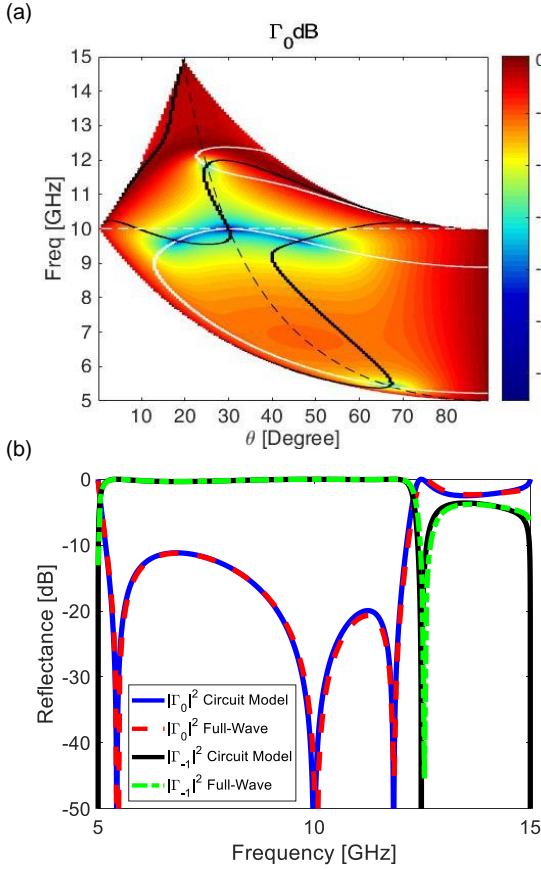 (a)
Γ₀dB
15
14
13
12
11
10
9
8
7
6
5
Freq [GHz]
10 20 30 40 50 60 70 80
θ [Degree]
0
(b)
0
-10
-20
-30
-40
-50
Reflectance [dB]
|Γ₀|² Circuit Model
|Γ₀|² Full-Wave
|Γ₋₁|² Circuit Model
|Γ₋₁|² Full-Wave
5 10 15
Frequency [GHz]